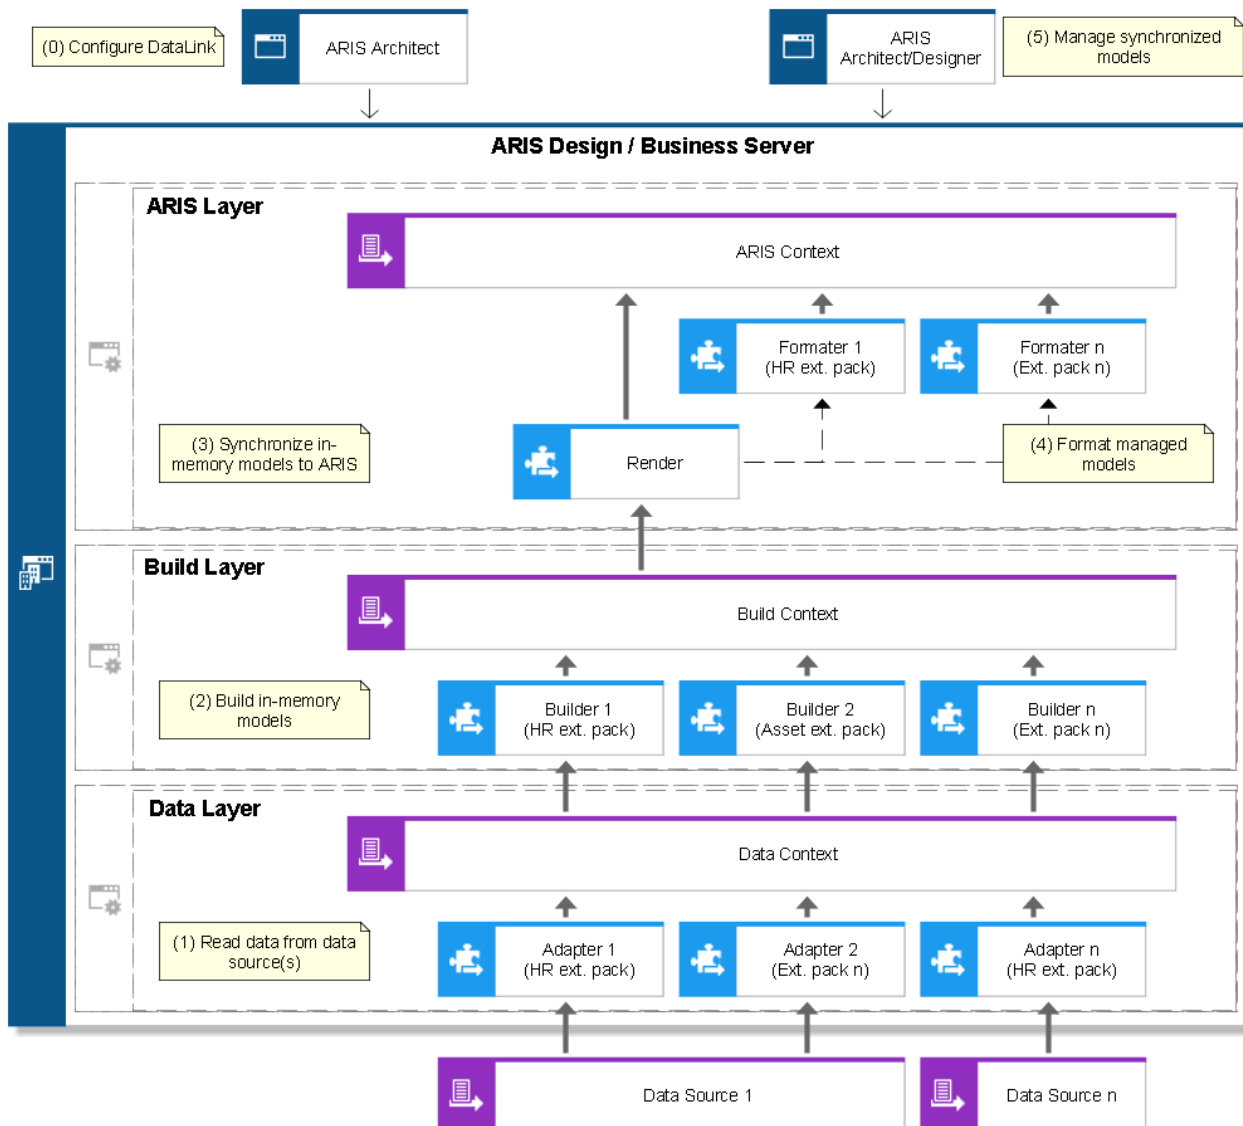 (0) Configure DataLink
ARIS Architect
ARIS
Architect/Designer
(5) Manage synchronized
models
ARIS Design / Business Server
ARIS Layer
ARIS Context
Formater 1
(HR ext. pack)
Formater n
(Ext. pack n)
(3) Synchronize in-
memory models to ARIS
Render
(4) Format managed
models
Build Layer
Build Context
(2) Build in-memory
models
Builder 1
(HR ext. pack)
Builder 2
(Asset ext. pack)
Builder n
(Ext. pack n)
Data Layer
Data Context
(1) Read data from data
source(s)
Adapter 1
(HR ext. pack)
Adapter 2
(Ext. pack n)
Adapter n
(HR ext. pack)
Data Source 1
Data Source n